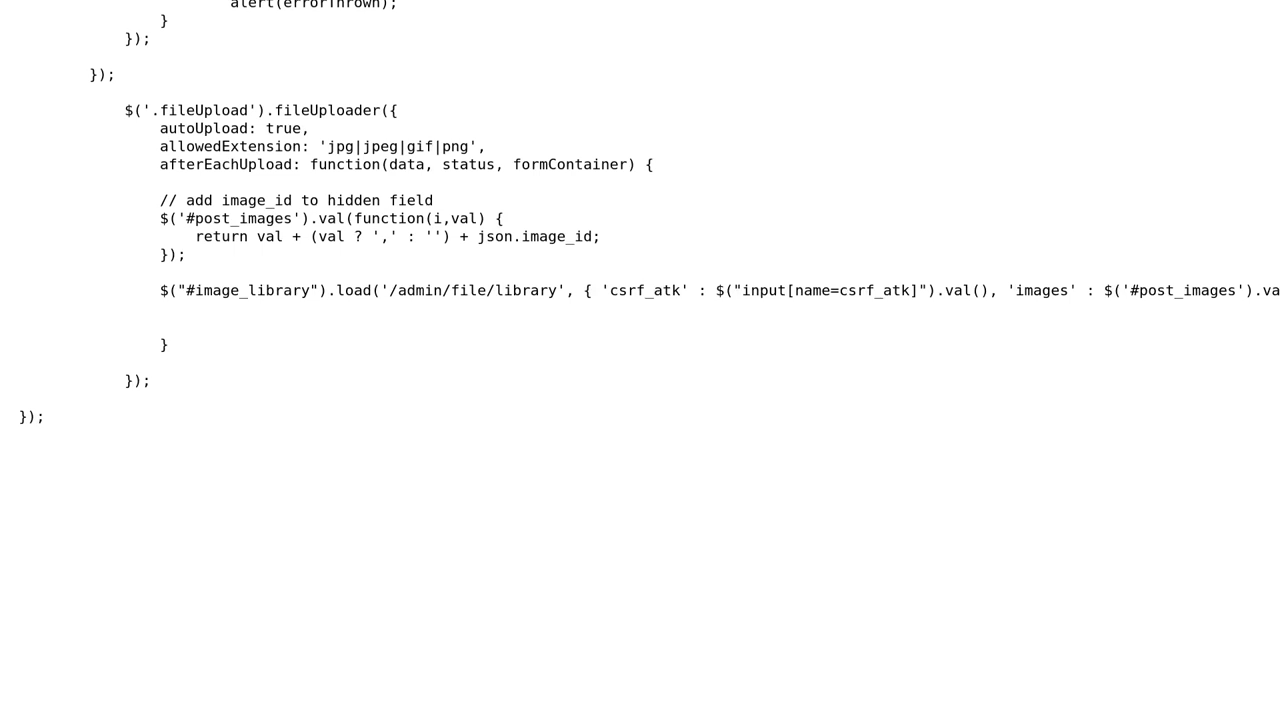 alert(errorThrown);
}
});
});
$('.fileUpload').fileUploader({
autoUpload: true,
allowedExtension: 'jpg|jpeg|gif|png',
afterEachUpload: function(data, status, formContainer) {
// add image_id to hidden field
$('#post_images').val(function(i,val) {
return val + (val ? ',' : '') + json.image_id;
});
$("#image_library").load('/admin/file/library', { 'csrf_atk' : $("input[name=csrf_atk]").val(), 'images' : $('#post_images').va
}
});
});